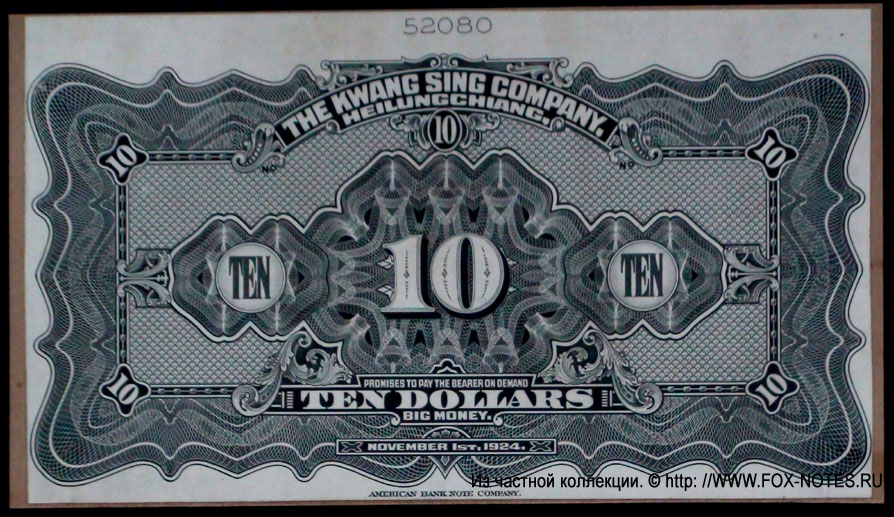 52080
THE KWANG SING COMPANY.
HEILUNGCHIANG.
10
10 10
No. No.
TEN 10 TEN
PROMISES TO PAY THE BEARER ON DEMAND
TEN DOLLARS
BIG MONEY.
10 10
NOVEMBER 1ST, 1924.
Из частной коллекции. © http: //WWW.FOX-NOTES.RU
AMERICAN BANK NOTE COMPANY.